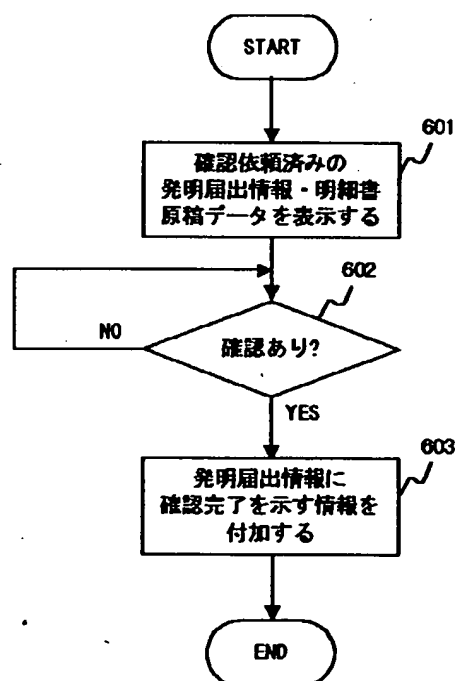 START
601
確認依頼済みの
発明届出情報・明細書
原稿データを表示する
602
確認あり?
NO
YES
603
発明届出情報に
確認完了を示す情報を
付加する
END